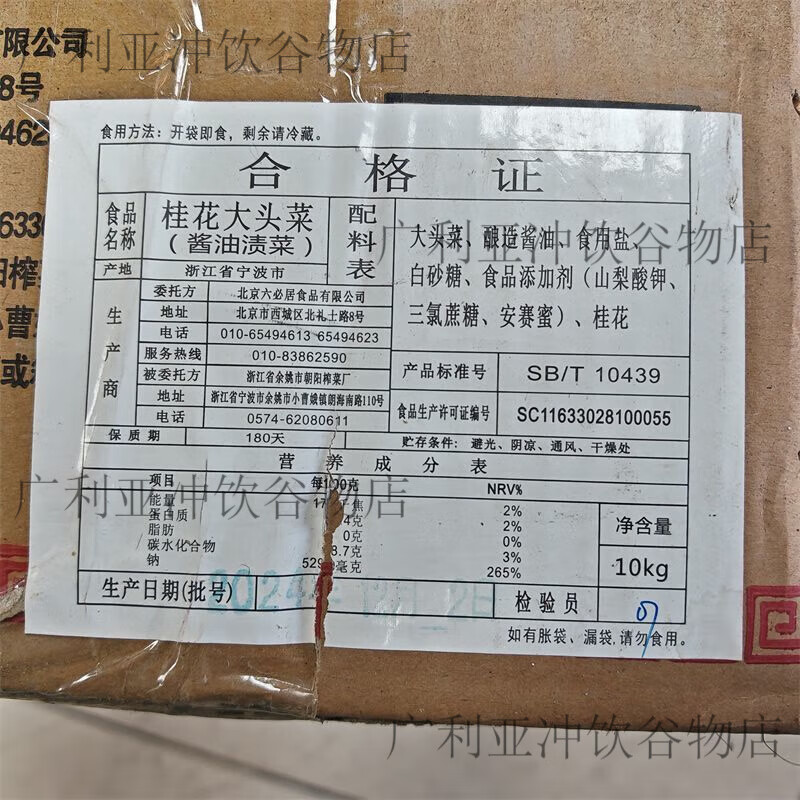 有限公司
8号
广利亚冲饮谷物店
食用方法：开袋即食，剩余请冷藏。
合格证
食品名称
桂花大头菜
（酱油渍菜）
配料表
大头菜、酿造酱油、食用盐、
白砂糖、食品添加剂（山梨酸钾、
三氯蔗糖、安赛蜜）、桂花
产地
浙江省宁波市
生产商
委托方 北京六必居食品有限公司
地址 北京市西城区北礼士路8号
电话 010-65494613 65494623
服务热线 010-83862590
被委托方 浙江省余姚市朝阳榨菜厂
地址 浙江省宁波市余姚市小曹娥镇朗海南路110号
电话 0574-62080611
产品标准号 SB/T 10439
食品生产许可证编号 SC11633028100055
保质期 180天
贮存条件：避光、阴凉、通风、干燥处
营养成分表
项目 每100克 NRV%
能量 2%
蛋白质 2%
脂肪 0克 0%
碳水化合物 3%
钠 毫克 265%
净含量
10kg
生产日期(批号)
检验员
如有胀袋、漏袋,请勿食用。
广利亚冲饮谷物店
广利亚冲饮谷物店
广利亚冲饮谷物店